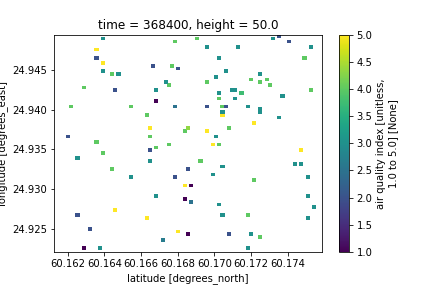 time = 368400, height = 50.0
24.945
24.940
24.935
24.930
24.925
longitude [degrees_east]
60.162 60.164 60.166 60.168 60.170 60.172 60.174
latitude [degrees_north]
5.0
4.5
4.0
3.5
3.0
2.5
2.0
1.5
1.0
air quality index [unitless,
1.0 to 5.0] [None]